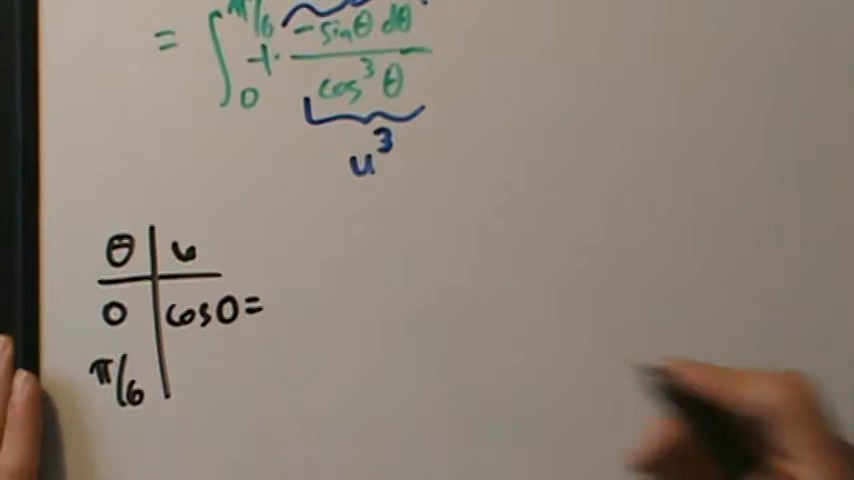 = ∫₀^π/6 -1· -sinθ dθ / cos³θ
u³
θ | u
0 | cos0=
π/6 |